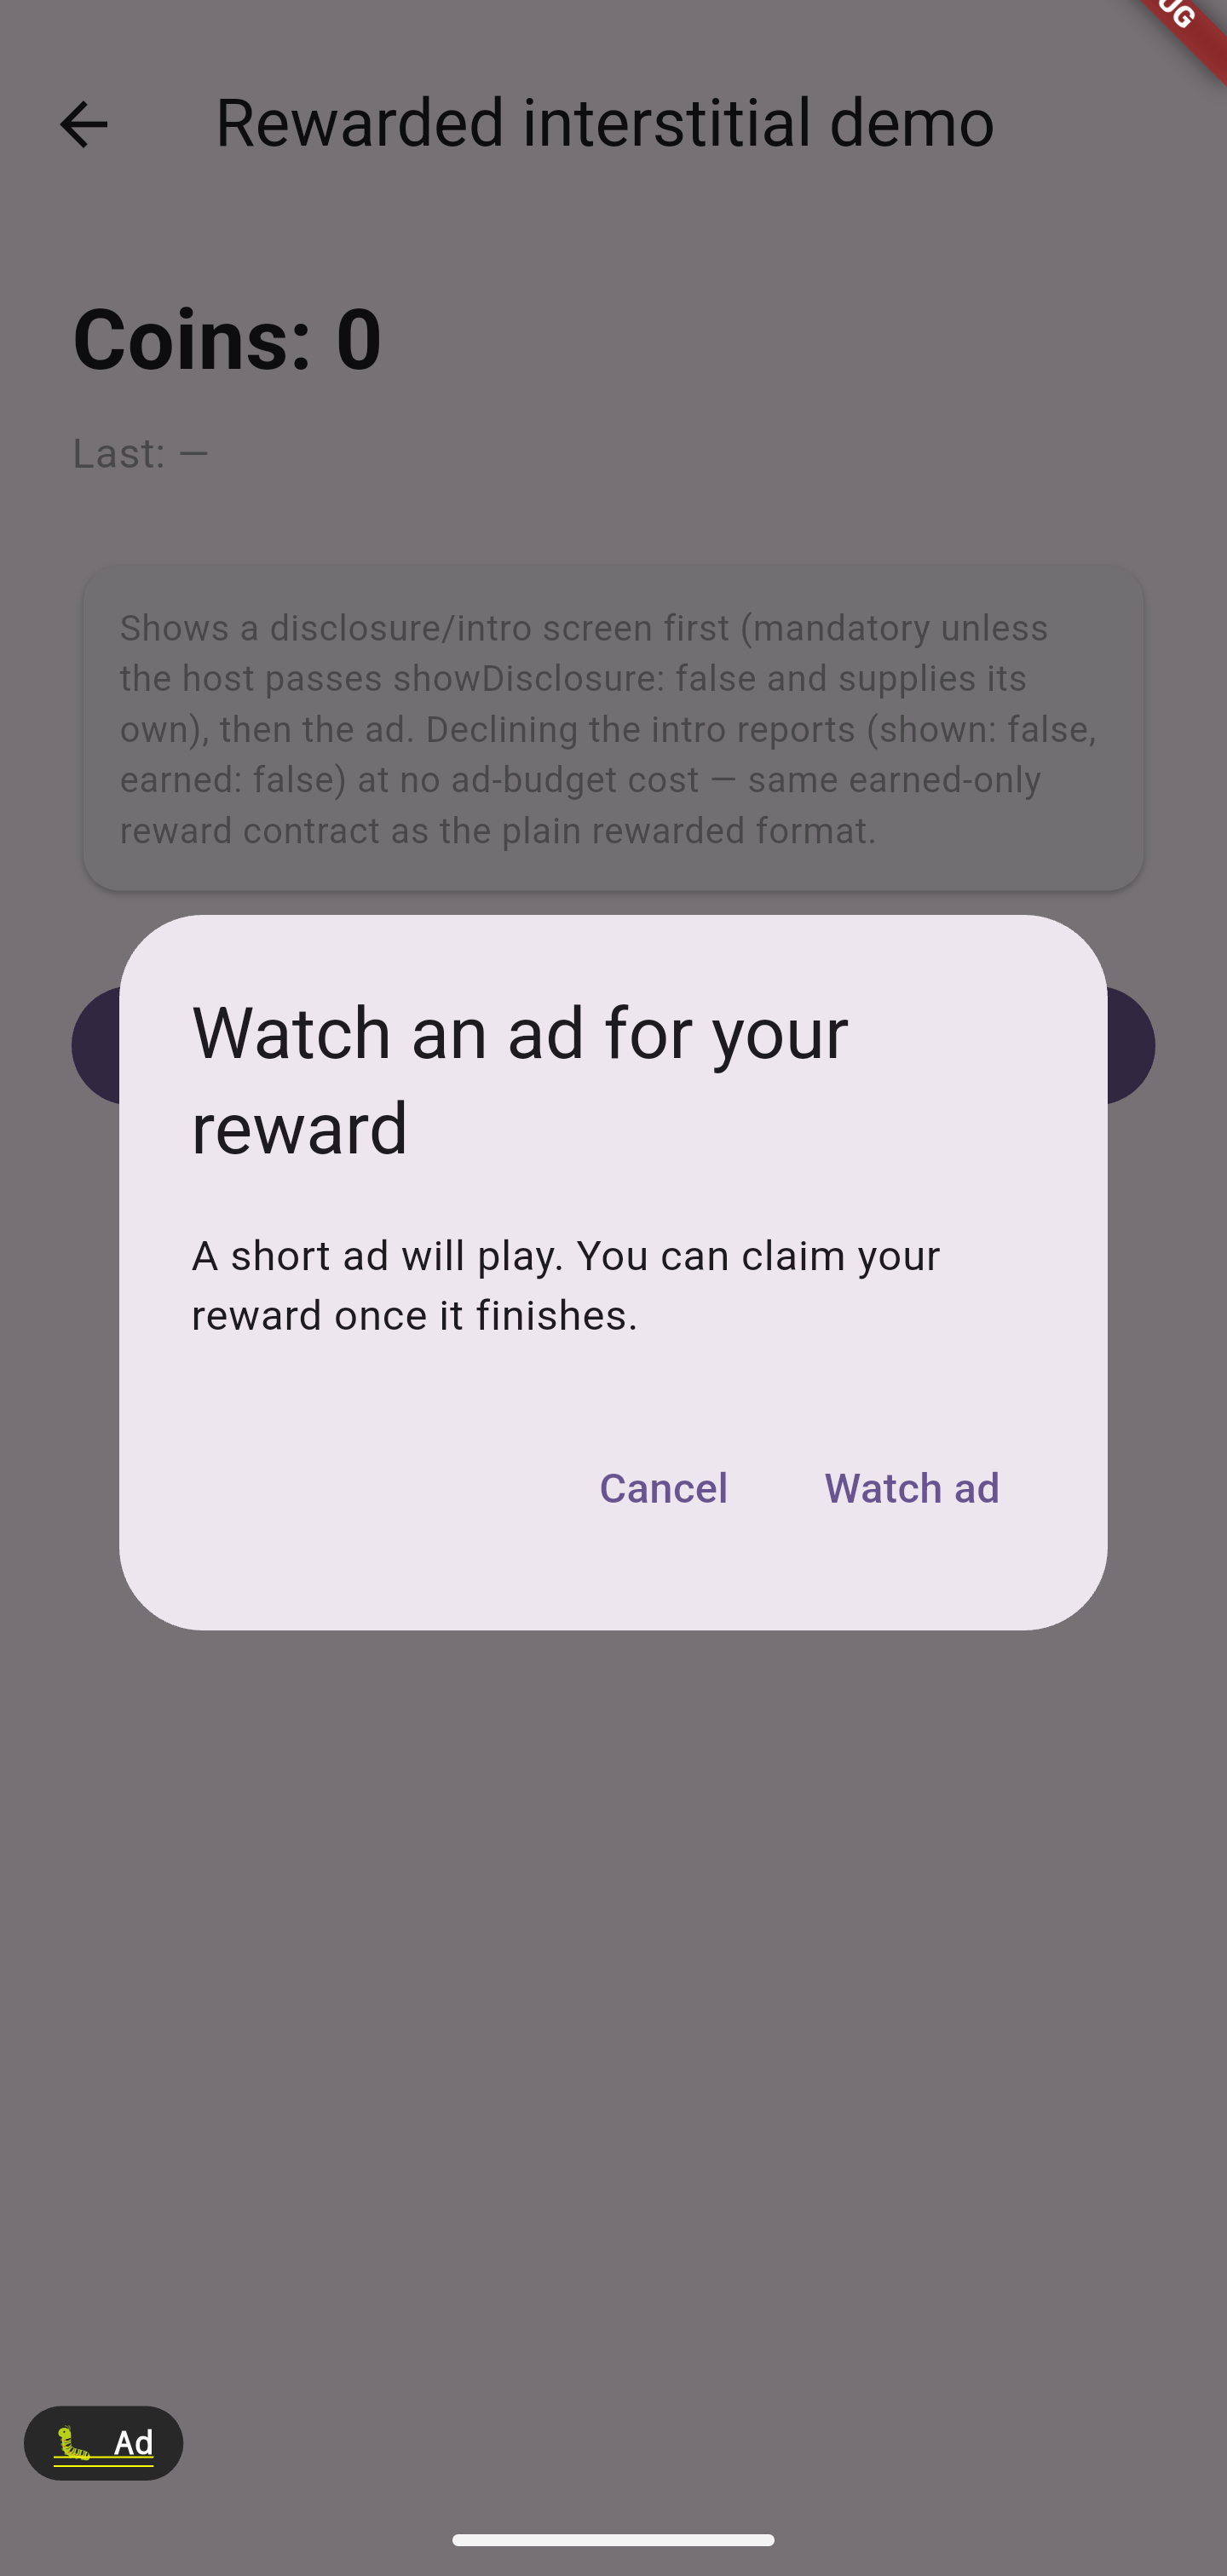 UG
Rewarded interstitial demo
Coins: 0
Last: —
Shows a disclosure/intro screen first (mandatory unless
the host passes showDisclosure: false and supplies its
own), then the ad. Declining the intro reports (shown: false,
earned: false) at no ad-budget cost — same earned-only
reward contract as the plain rewarded format.
Watch an ad for your
reward
A short ad will play. You can claim your
reward once it finishes.
Cancel Watch ad
🐛 Ad